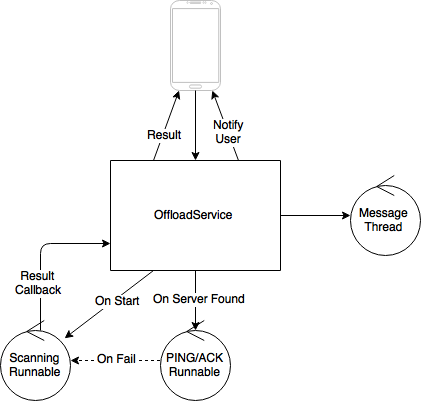 Result
Notify
User
OffloadService
Message
Thread
Result
Callback
On Start
On Server Found
Scanning
Runnable
On Fail
PING/ACK
Runnable